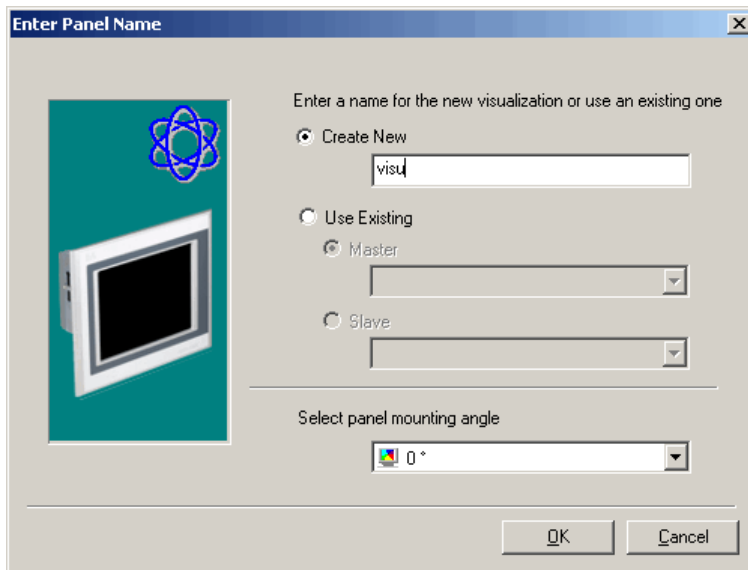 Enter Panel Name
Enter a name for the new visualization or use an existing one
Create New
visu
Use Existing
Master
Slave
Select panel mounting angle
0 °
OK
Cancel